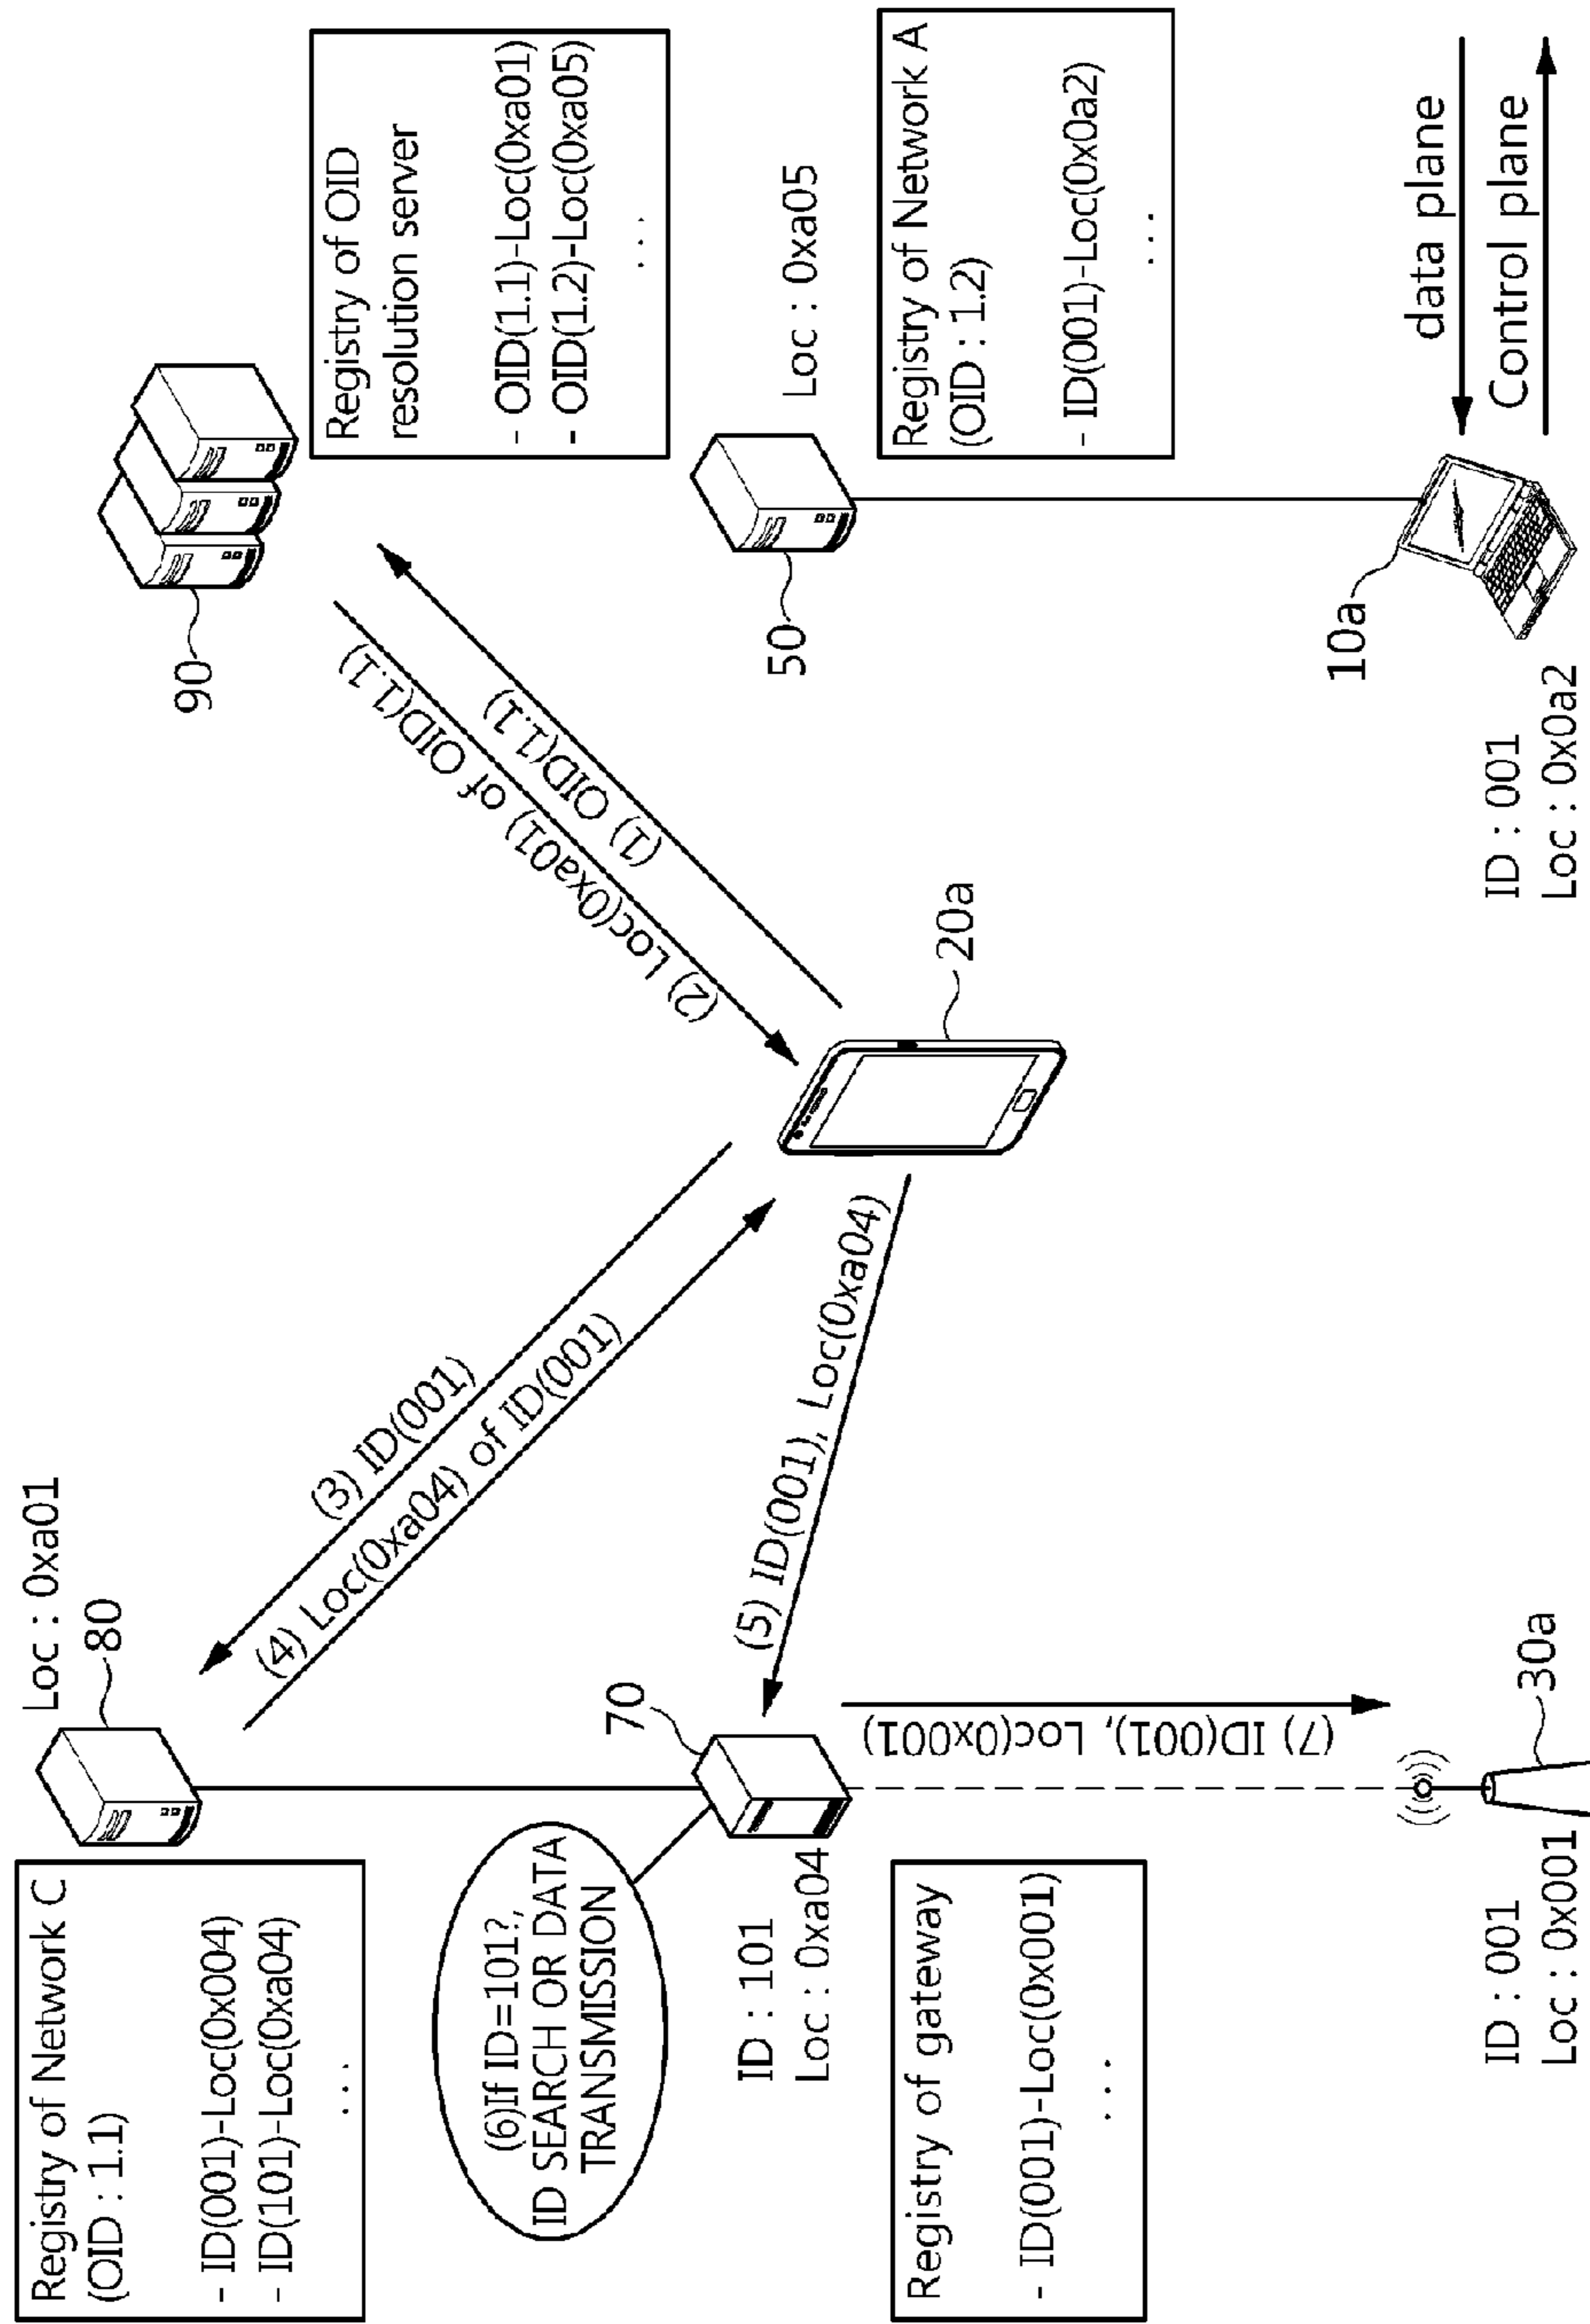 Registry of Network C
(OID : 1.1)
- ID(001)-Loc(0x004)
- ID(101)-Loc(0xa04)
. . .
Loc : 0xa01
80
(3) ID(001)
(4) Loc(0xa04) of ID(001)
90
Registry of OID
resolution server
- OID(1.1)-Loc(0xa01)
- OID(1.2)-Loc(0xa05)
. . .
(2) Loc(0xa01) of OID(1.1)
(1) OID(1.1)
(6)If ID=101?,
ID SEARCH OR DATA
TRANSMISSION
70
ID : 101
Loc : 0xa04
(5) ID(001), Loc(0xa04)
20a
50
Loc : 0xa05
Registry of gateway
- ID(001)-Loc(0x001)
. . .
(7) ID(001), Loc(0x001)
Registry of Network A
(OID : 1.2)
- ID(001)-Loc(0x0a2)
. . .
ID : 001
Loc : 0x001
30a
10a
ID : 001
Loc : 0x0a2
data plane
Control plane